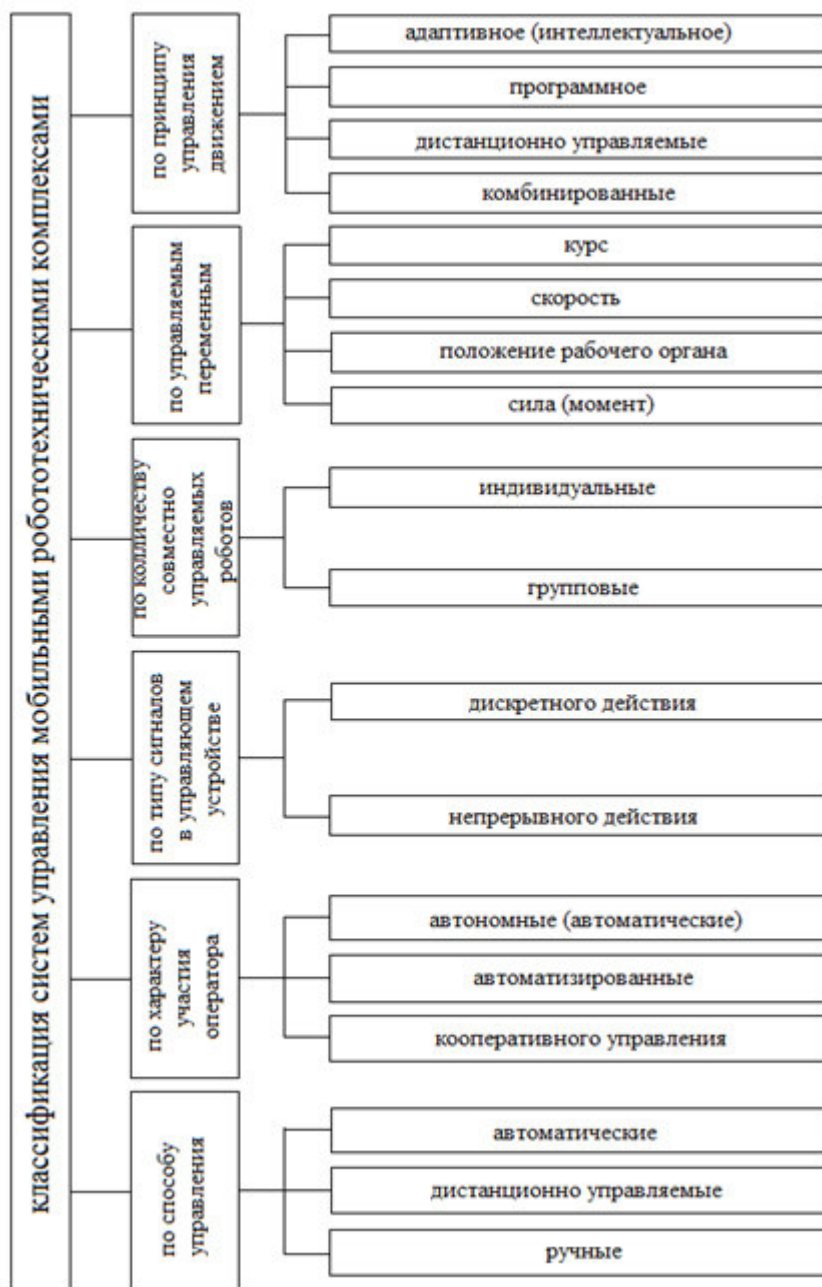 классификация систем управления мобильными робототехническими комплексами
по принципу
управления
движением
адаптивное (интеллектуальное)
программное
дистанционно управляемые
комбинированные
по управляемым
переменным
курс
скорость
положение рабочего органа
сила (момент)
по колличеству
совместно
управляемых
роботов
индивидуальные
групповые
по типу сигналов
в управляющем
устройстве
дискретного действия
непрерывного действия
по характеру
участия
оператора
автономные (автоматические)
автоматизированные
кооперативного управления
по способу
управления
автоматические
дистанционно управляемые
ручные